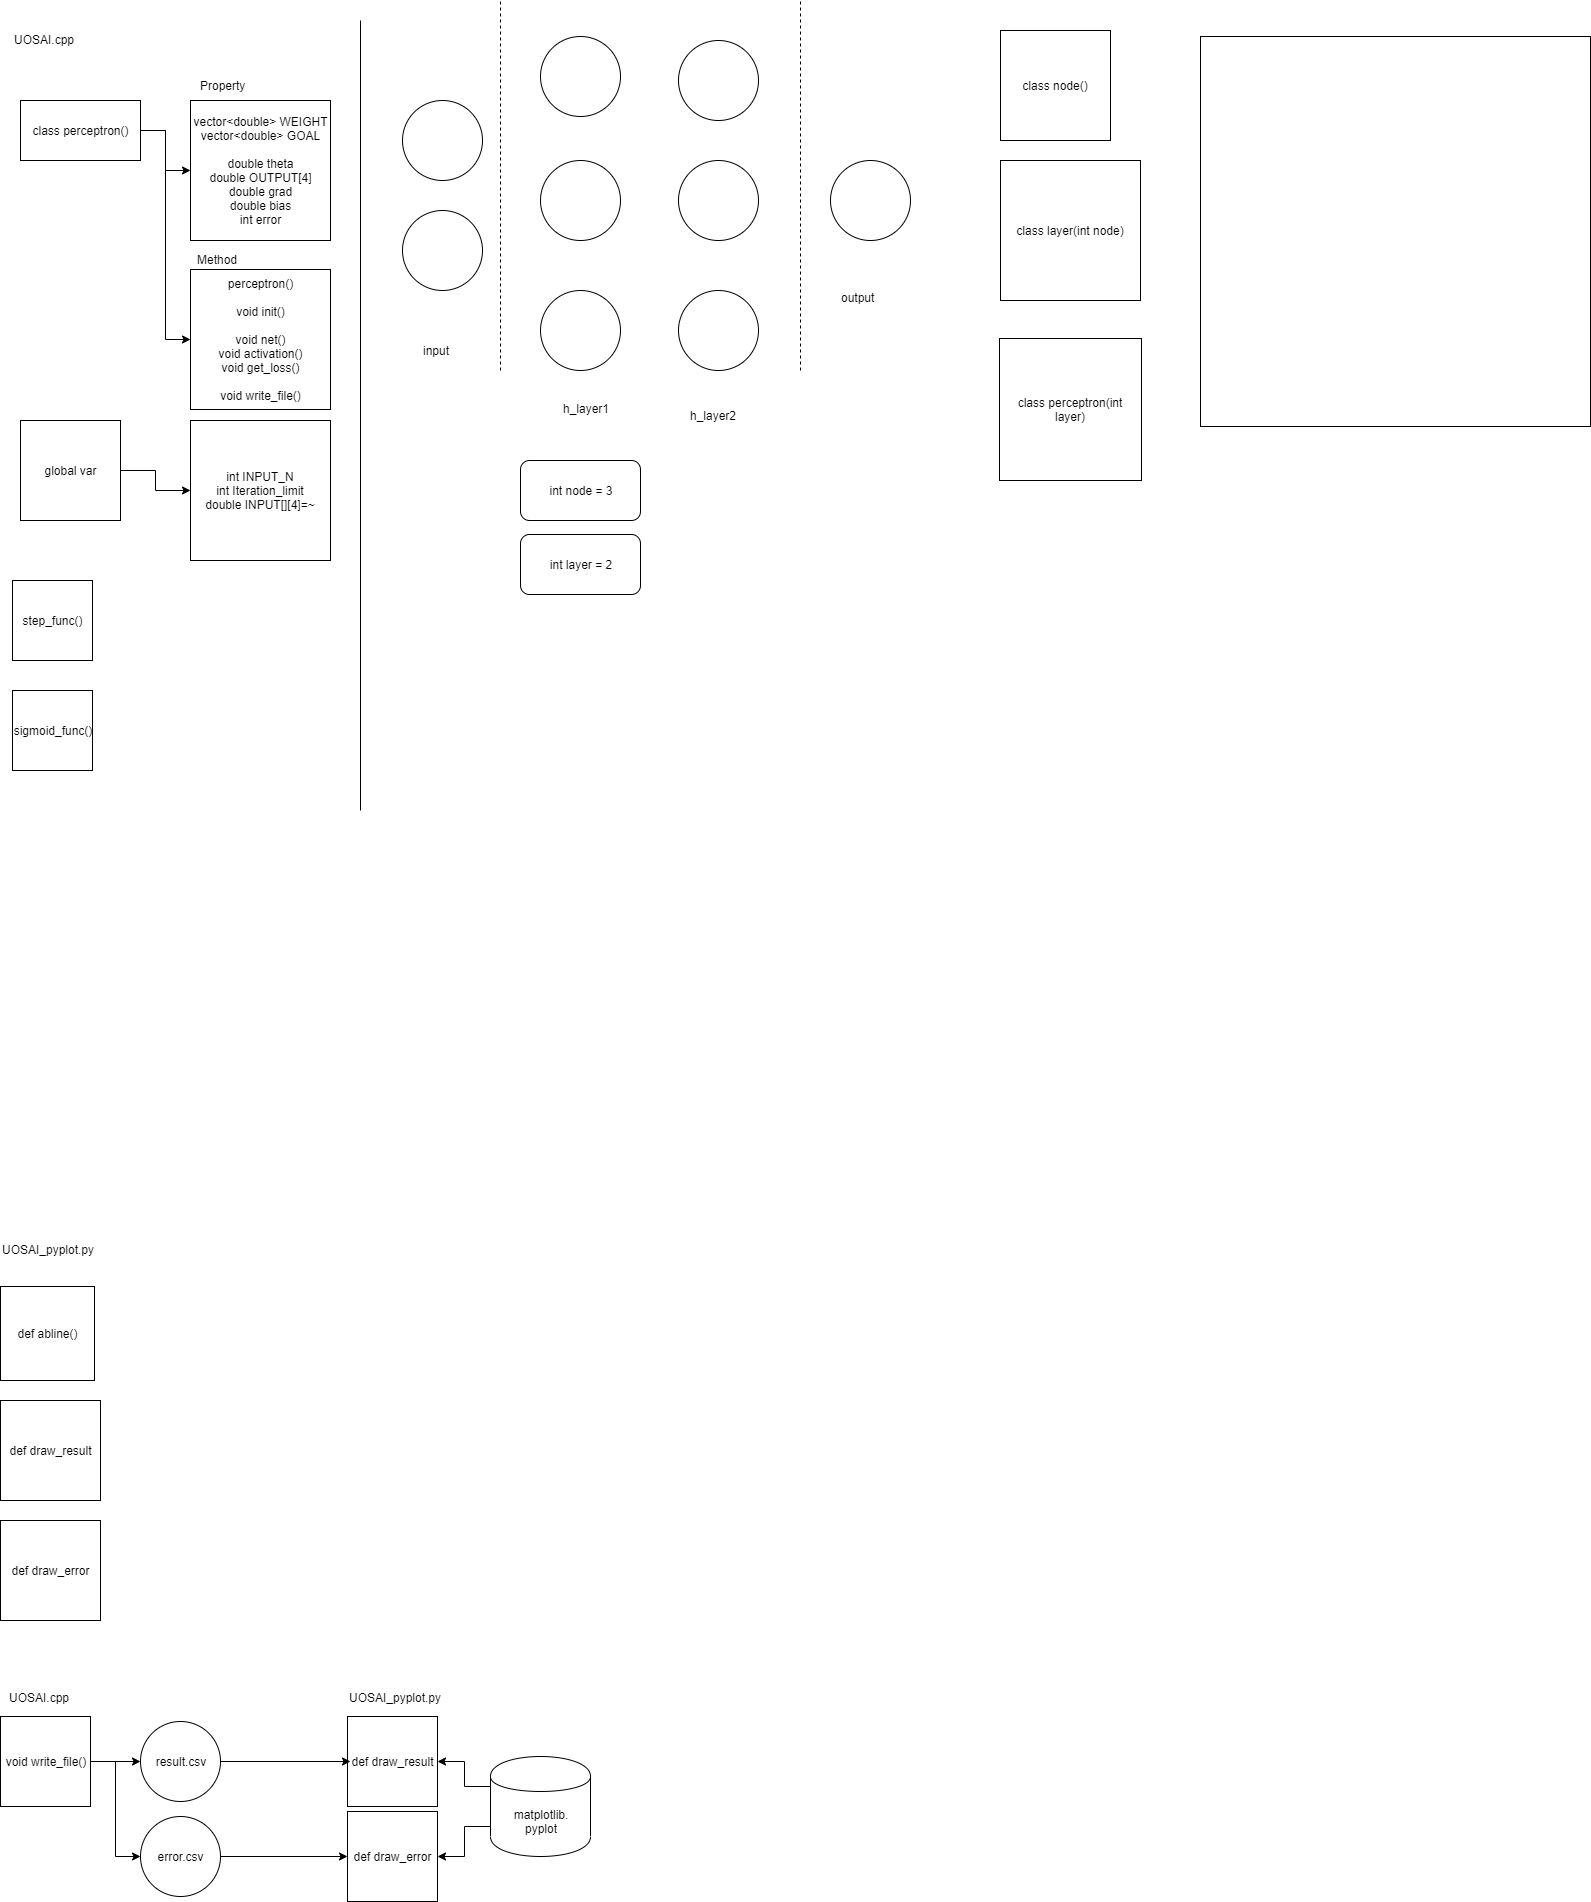 UOSAI.cpp
Property
class perceptron()
vector<double> WEIGHT
vector<double> GOAL
double theta
double OUTPUT[4]
double grad
double bias
int error
Method
perceptron()
void init()
void net()
void activation()
void get_loss()
void write_file()
global var
int INPUT_N
int Iteration_limit
double INPUT[][4]=~
step_func()
sigmoid_func()
input
h_layer1
h_layer2
output
int node = 3
int layer = 2
class node()
class layer(int node)
class perceptron(int
layer)
UOSAI_pyplot.py
def abline()
def draw_result
def draw_error
UOSAI.cpp
UOSAI_pyplot.py
void write_file()
result.csv
def draw_result
matplotlib.
pyplot
error.csv
def draw_error